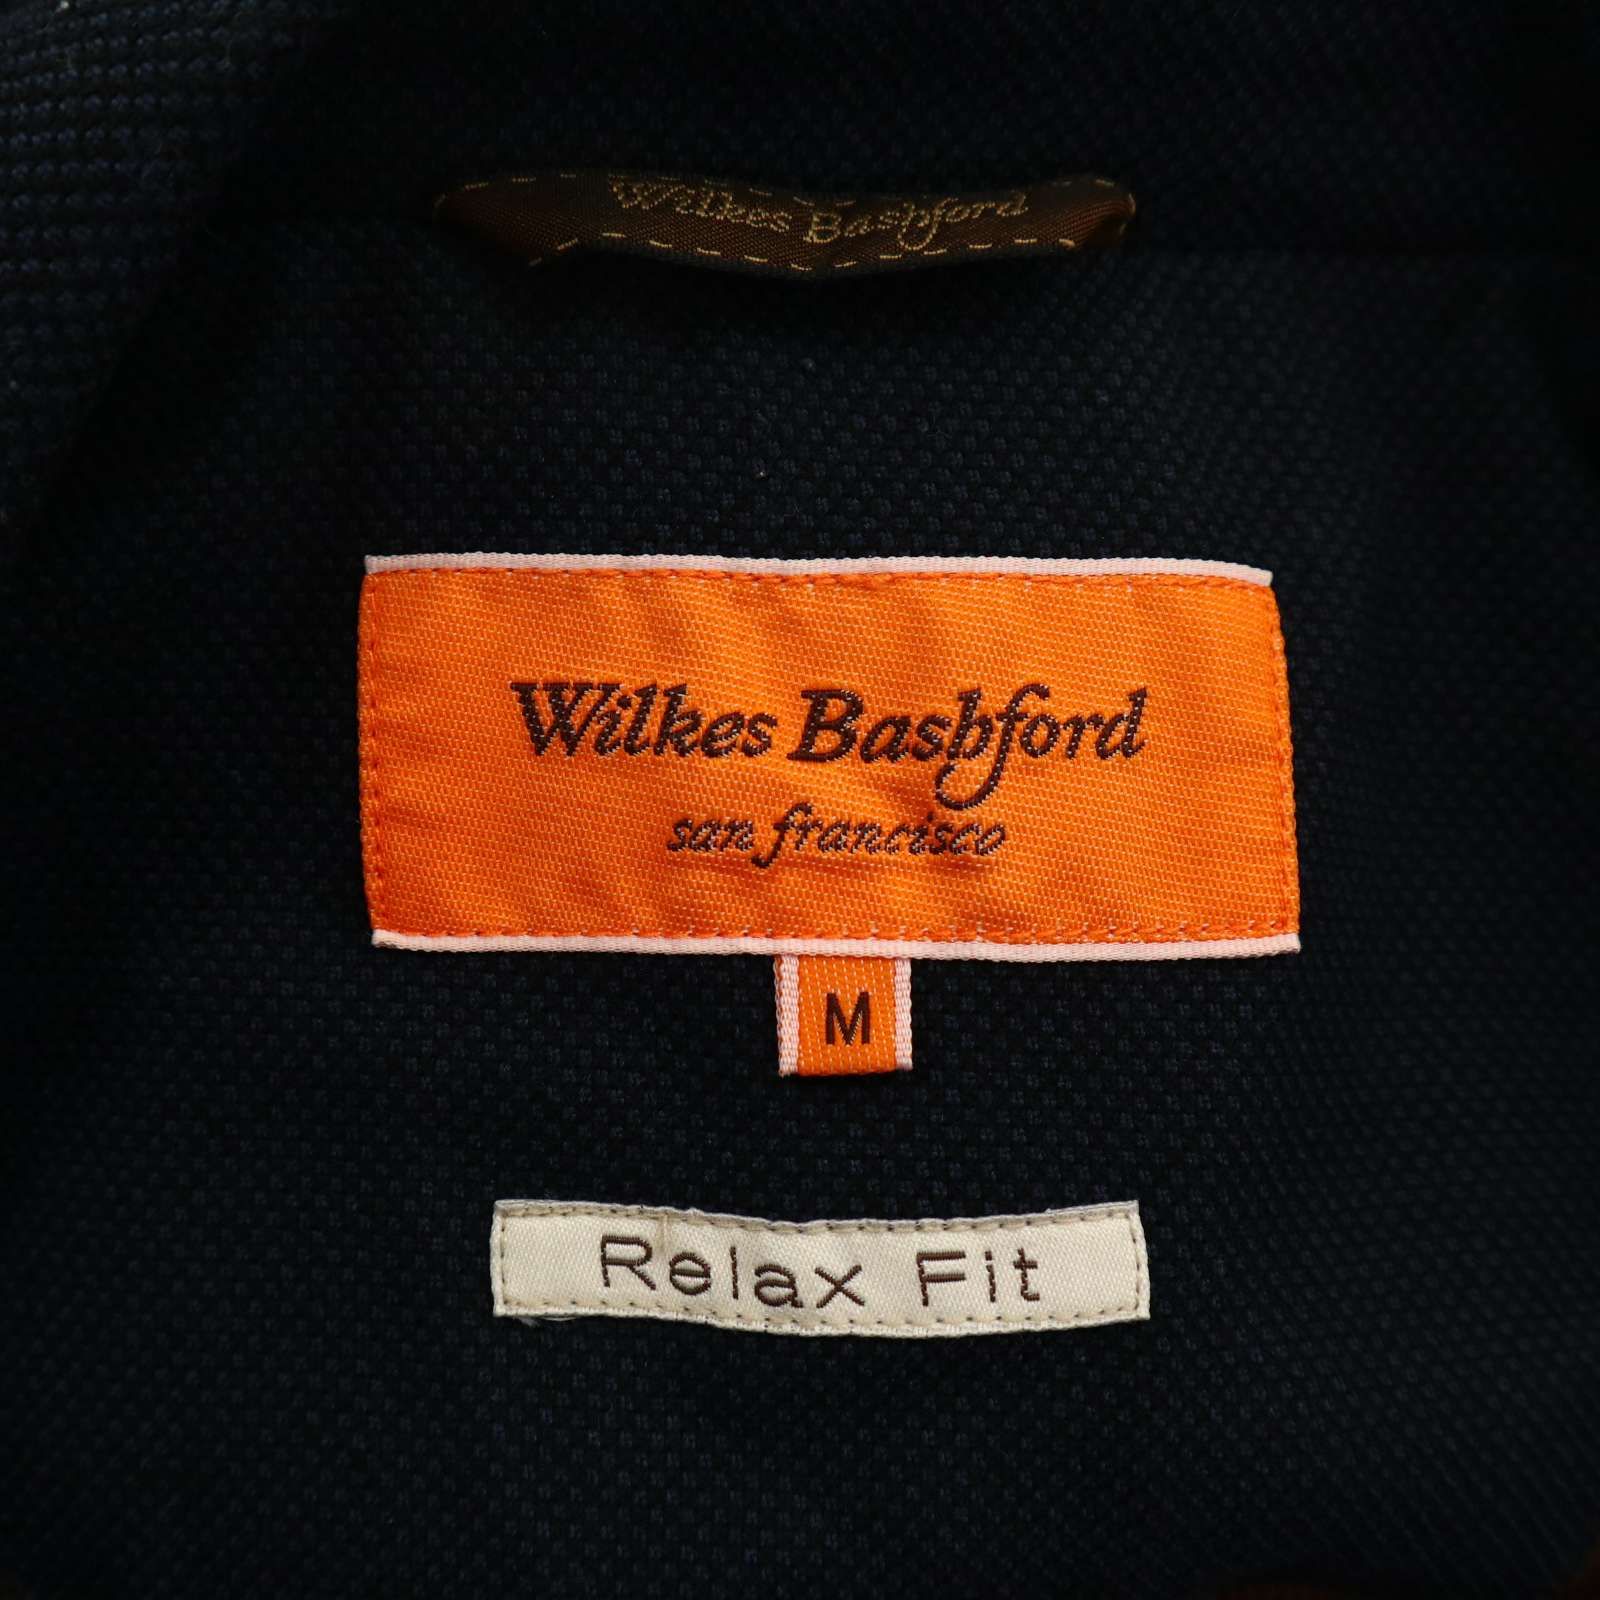 Wilkes Bashford
Wilkes Bashford
san francisco
M
Relax Fit